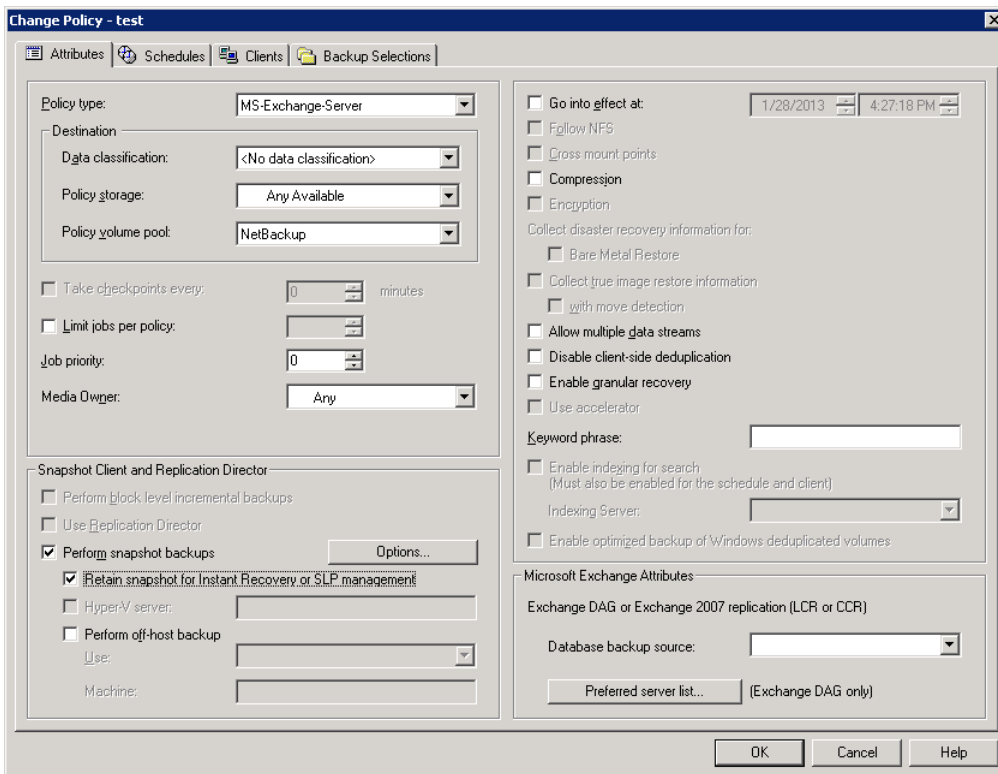 Change Policy - test
Attributes
Schedules
Clients
Backup Selections
Policy type:
MS-Exchange-Server
Destination
Data classification:
<No data classification>
Policy storage:
Any Available
Policy volume pool:
NetBackup
Take checkpoints every:
0
minutes
Limit jobs per policy:
Job priority:
0
Media Owner:
Any
Snapshot Client and Replication Director
Perform block level incremental backups
Use Replication Director
Perform snapshot backups
Options...
Retain snapshot for Instant Recovery or SLP management
Hyper-V server:
Perform off-host backup
Use:
Machine:
Go into effect at:
1/28/2013
4:27:18 PM
Follow NFS
Cross mount points
Compression
Encryption
Collect disaster recovery information for:
Bare Metal Restore
Collect true image restore information
with move detection
Allow multiple data streams
Disable client-side deduplication
Enable granular recovery
Use accelerator
Keyword phrase:
Enable indexing for search
(Must also be enabled for the schedule and client)
Indexing Server:
Enable optimized backup of Windows deduplicated volumes
Microsoft Exchange Attributes
Exchange DAG or Exchange 2007 replication (LCR or CCR)
Database backup source:
Preferred server list...
(Exchange DAG only)
OK
Cancel
Help